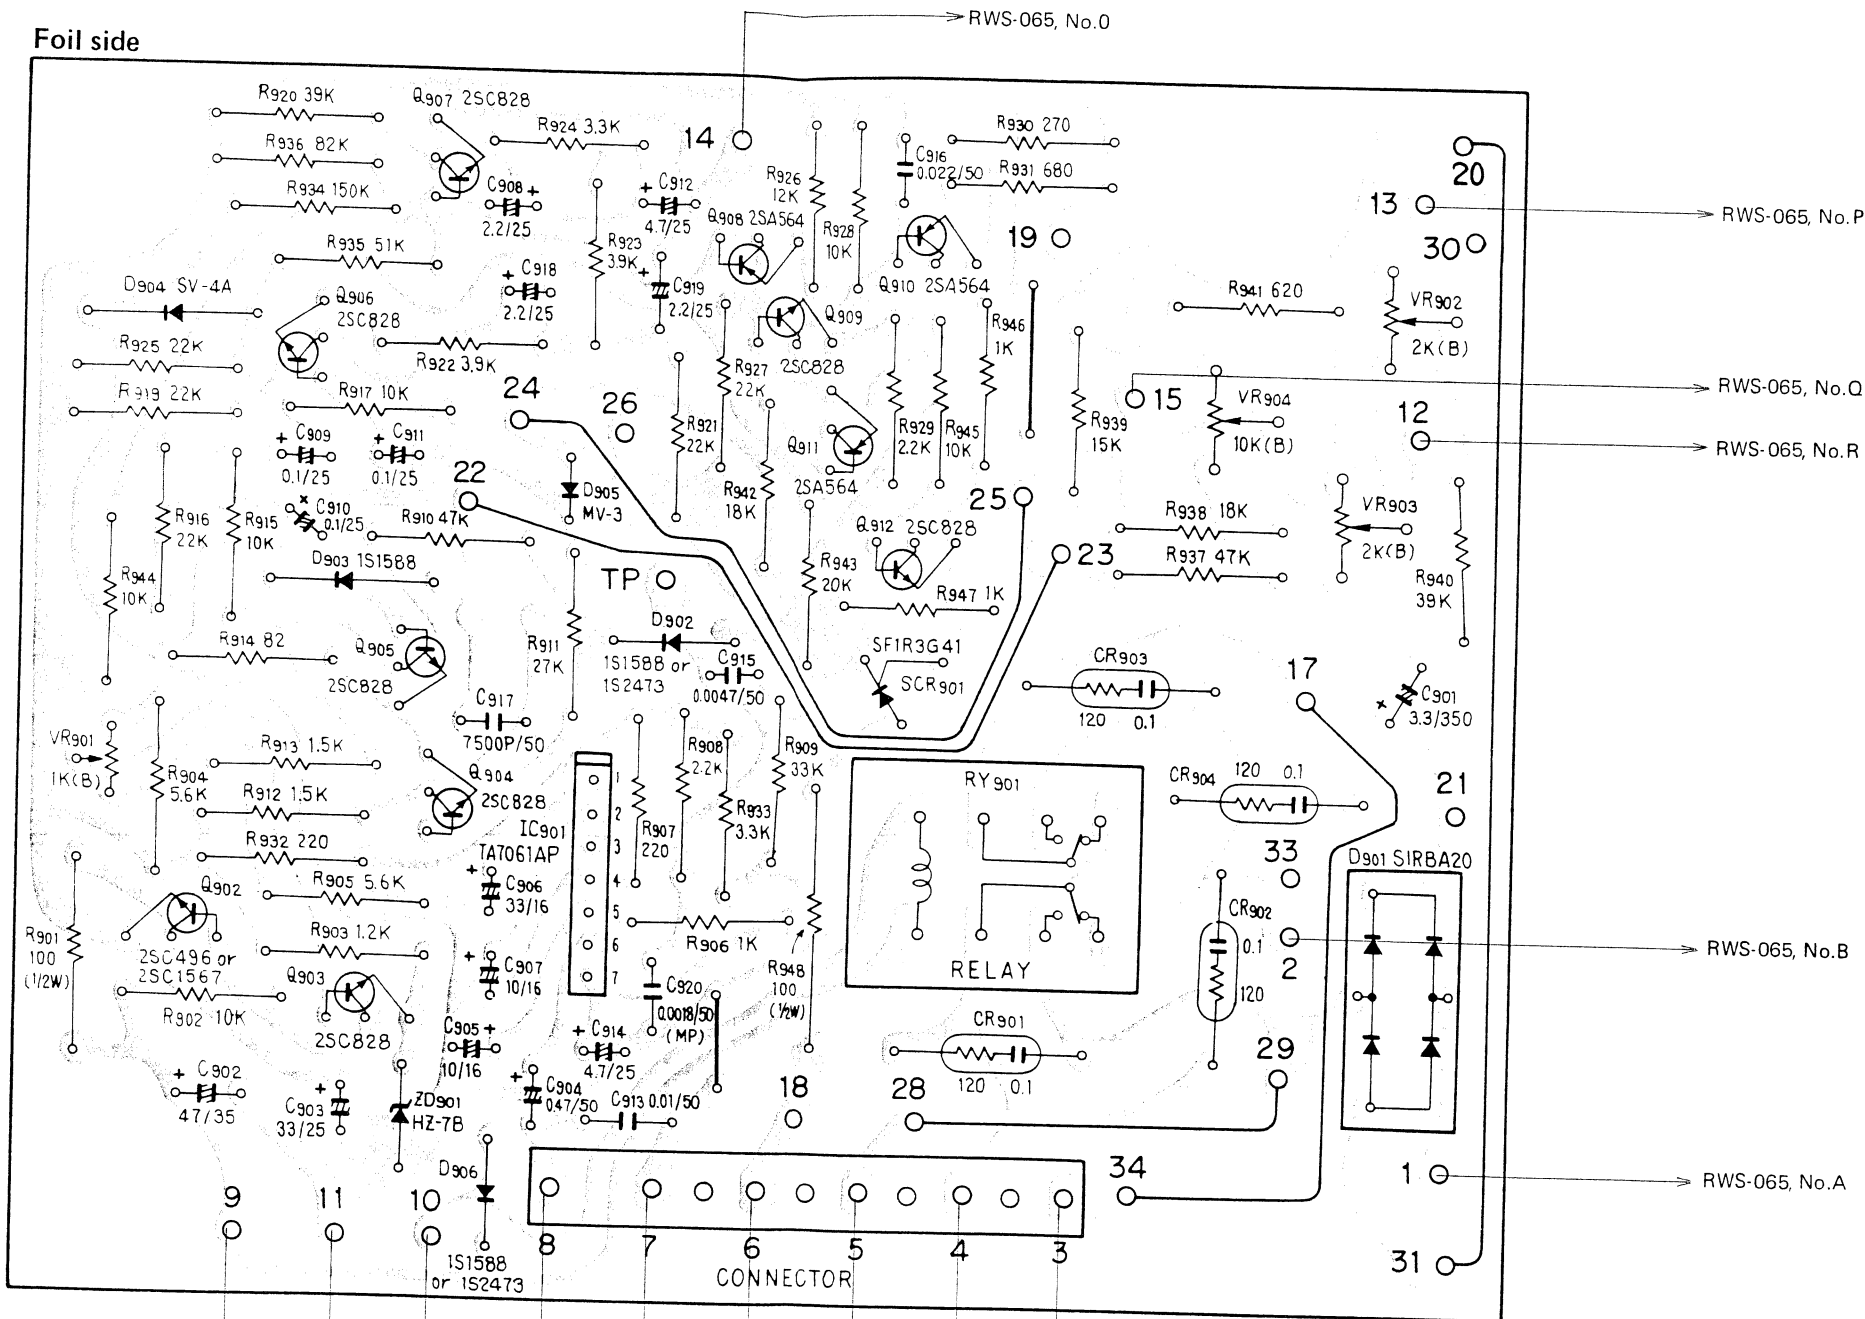 RWS-065, No.O
Foil side
R920 39K
Q907 2SC828
R924 3.3K
14
R930 270
R936 82K
C916
0.022/50
R931 680
20
R934 150K
C908
2.2/25
C912
4.7/25
R926
12K
13
RWS-065, No.P
Q908 2SA564
R928
10K
19
30
R935 51K
R923
3.9K
C918
2.2/25
C919
2.2/25
Q910 2SA564
D904 SV-4A
Q906
2SC828
Q909
2SC828
R946
1K
R941 620
VR902
2K(B)
R925 22K
R922 3.9K
R927
22K
R919 22K
R917 10K
24
26
15
RWS-065, No.Q
VR904
10K(B)
12
RWS-065, No.R
C909
0.1/25
C911
0.1/25
R921
22K
Q911
2SA564
R929
2.2K
R945
10K
R939
15K
22
D905
MV-3
R942
18K
25
R916
22K
R915
10K
C910
0.1/25
R910 47K
Q912 2SC828
R938 18K
VR903
2K(B)
D903 1S1588
R944
10K
TP
R943
20K
23
R937 47K
R940
39K
R947 1K
R914 82
Q905
2SC828
R911
27K
D902
1S1588 or
1S2473
C915
0.0047/50
SF1R3G41
SCR901
CR903
120 0.1
17
C901
3.3/350
C917
7500P/50
VR901
1K(B)
R904
5.6K
R913 1.5K
Q904
2SC828
R908
2.2K
R909
33K
RY901
CR904
120 0.1
21
R912 1.5K
IC901
TA7061AP
1
2
3
4
5
6
7
R907
220
R933
3.3K
R932 220
33
D901 S1RBA20
R905 5.6K
C906
33/16
Q902
2SC496 or
2SC1567
CR902
0.1
120
R901
100
(1/2W)
R903 1.2K
R906 1K
2
RWS-065, No.B
Q903
2SC828
C907
10/16
R948
100
(1/2W)
RELAY
R902 10K
C920
0.0018/50
(MP)
C905
10/16
C914
4.7/25
CR901
120 0.1
29
C902
47/35
C903
33/25
ZD901
HZ-7B
C904
0.47/50
C913 0.01/50
18
28
D906
1S1588
or 1S2473
34
1
RWS-065, No.A
9
11
10
8
7
6
5
4
3
31
CONNECTOR